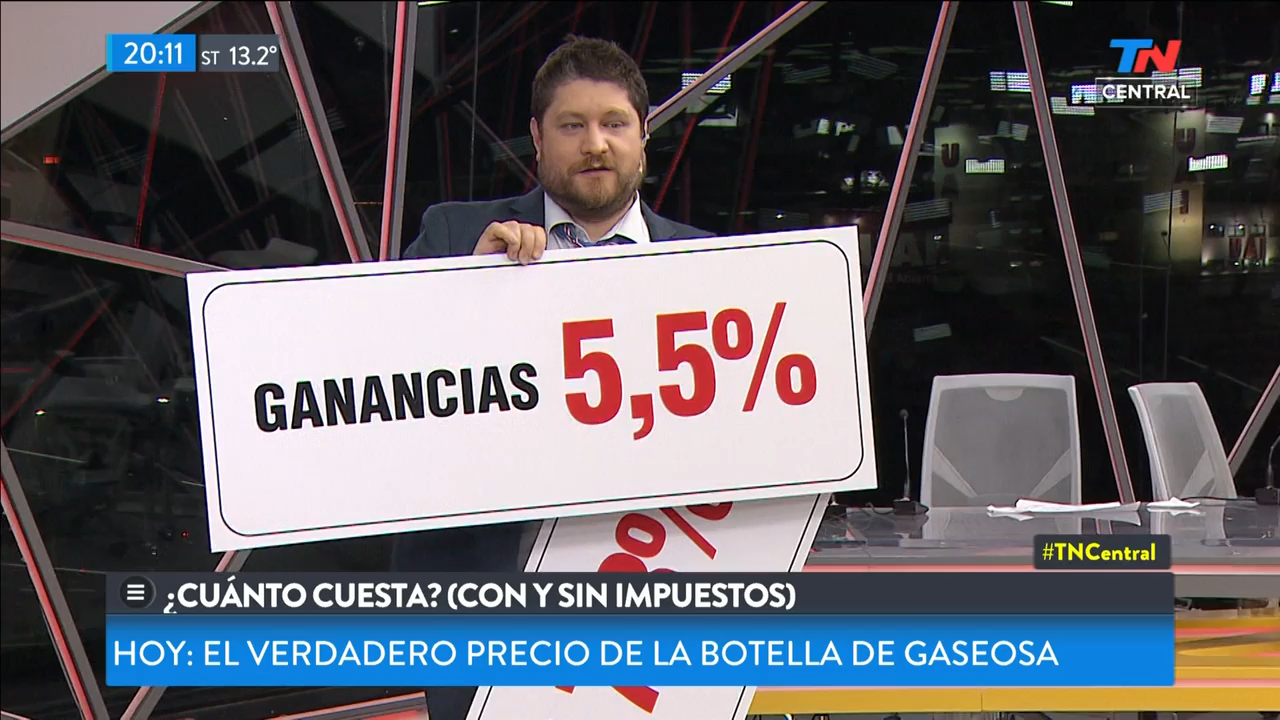 20:11 ST 13.2°
TN
CENTRAL
GANANCIAS 5,5%
#TNCentral
¿CUÁNTO CUESTA? (CON Y SIN IMPUESTOS)
HOY: EL VERDADERO PRECIO DE LA BOTELLA DE GASEOSA